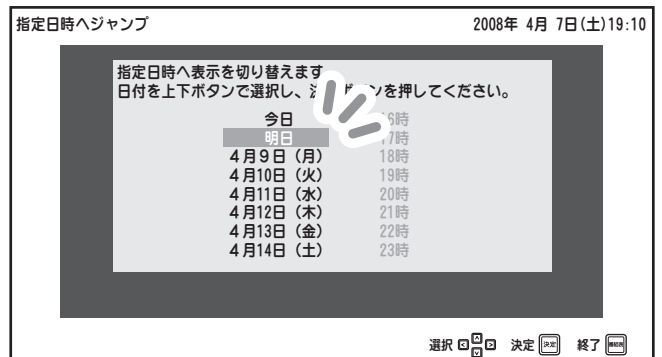 指定日時へジャンプ
2008年 4月 7日(土)19:10
指定日時へ表示を切り替えます
日付を上下ボタンで選択し、決 ボタンを押してください。
今日
明日
4月9日(月)
4月10日(火)
4月11日(水)
4月12日(木)
4月13日(金)
4月14日(土)
6時
7時
18時
19時
20時
21時
22時
23時
選択 決定 決定 終了